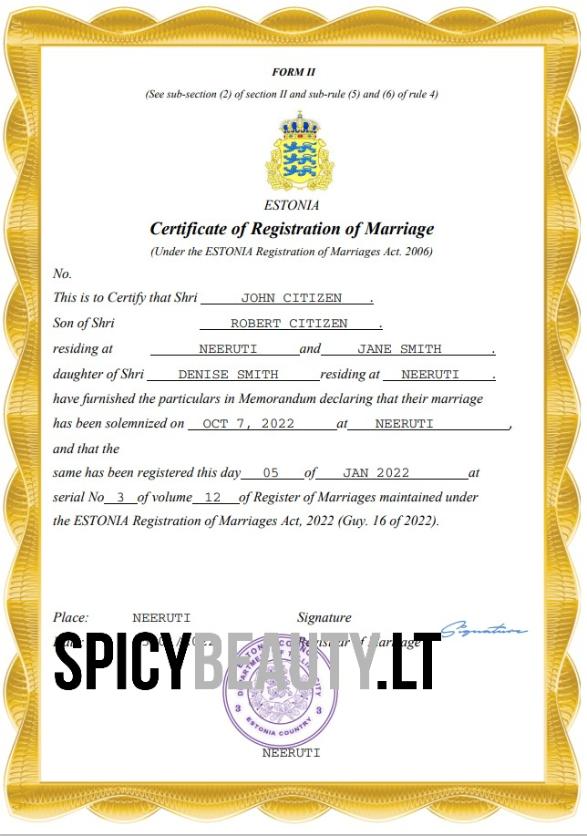 FORM II
(See sub-section (2) of section II and sub-rule (5) and (6) of rule 4)
ESTONIA
Certificate of Registration of Marriage
(Under the ESTONIA Registration of Marriages Act. 2006)
No.
This is to Certify that Shri JOHN CITIZEN .
Son of Shri ROBERT CITIZEN .
residing at NEERUTI and JANE SMITH .
daughter of Shri DENISE SMITH residing at NEERUTI .
have furnished the particulars in Memorandum declaring that their marriage
has been solemnized on OCT 7, 2022 at NEERUTI ,
and that the
same has been registered this day 05 of JAN 2022 at
serial No 3 of volume 12 of Register of Marriages maintained under
the ESTONIA Registration of Marriages Act, 2022 (Guy. 16 of 2022).
Place: NEERUTI Signature
Signature
Registrar of Marriage
SPICYBEAUTY.LT
3 3
ESTONIA COUNTRY
NEERUTI